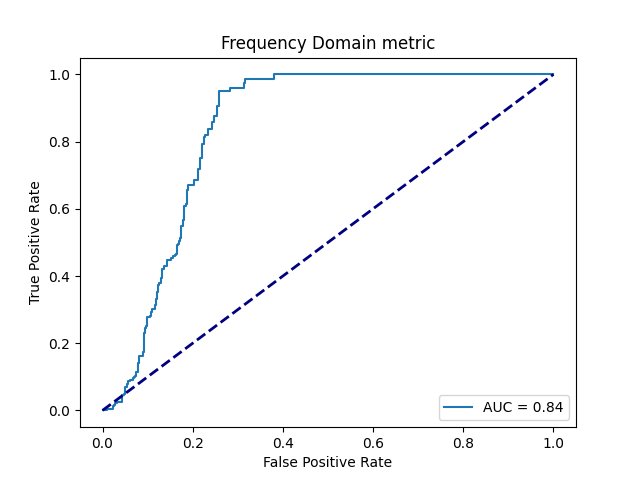 Frequency Domain metric
1.0
0.8
0.6
0.4
0.2
0.0
True Positive Rate
0.0 0.2 0.4 0.6 0.8 1.0
False Positive Rate
AUC = 0.84